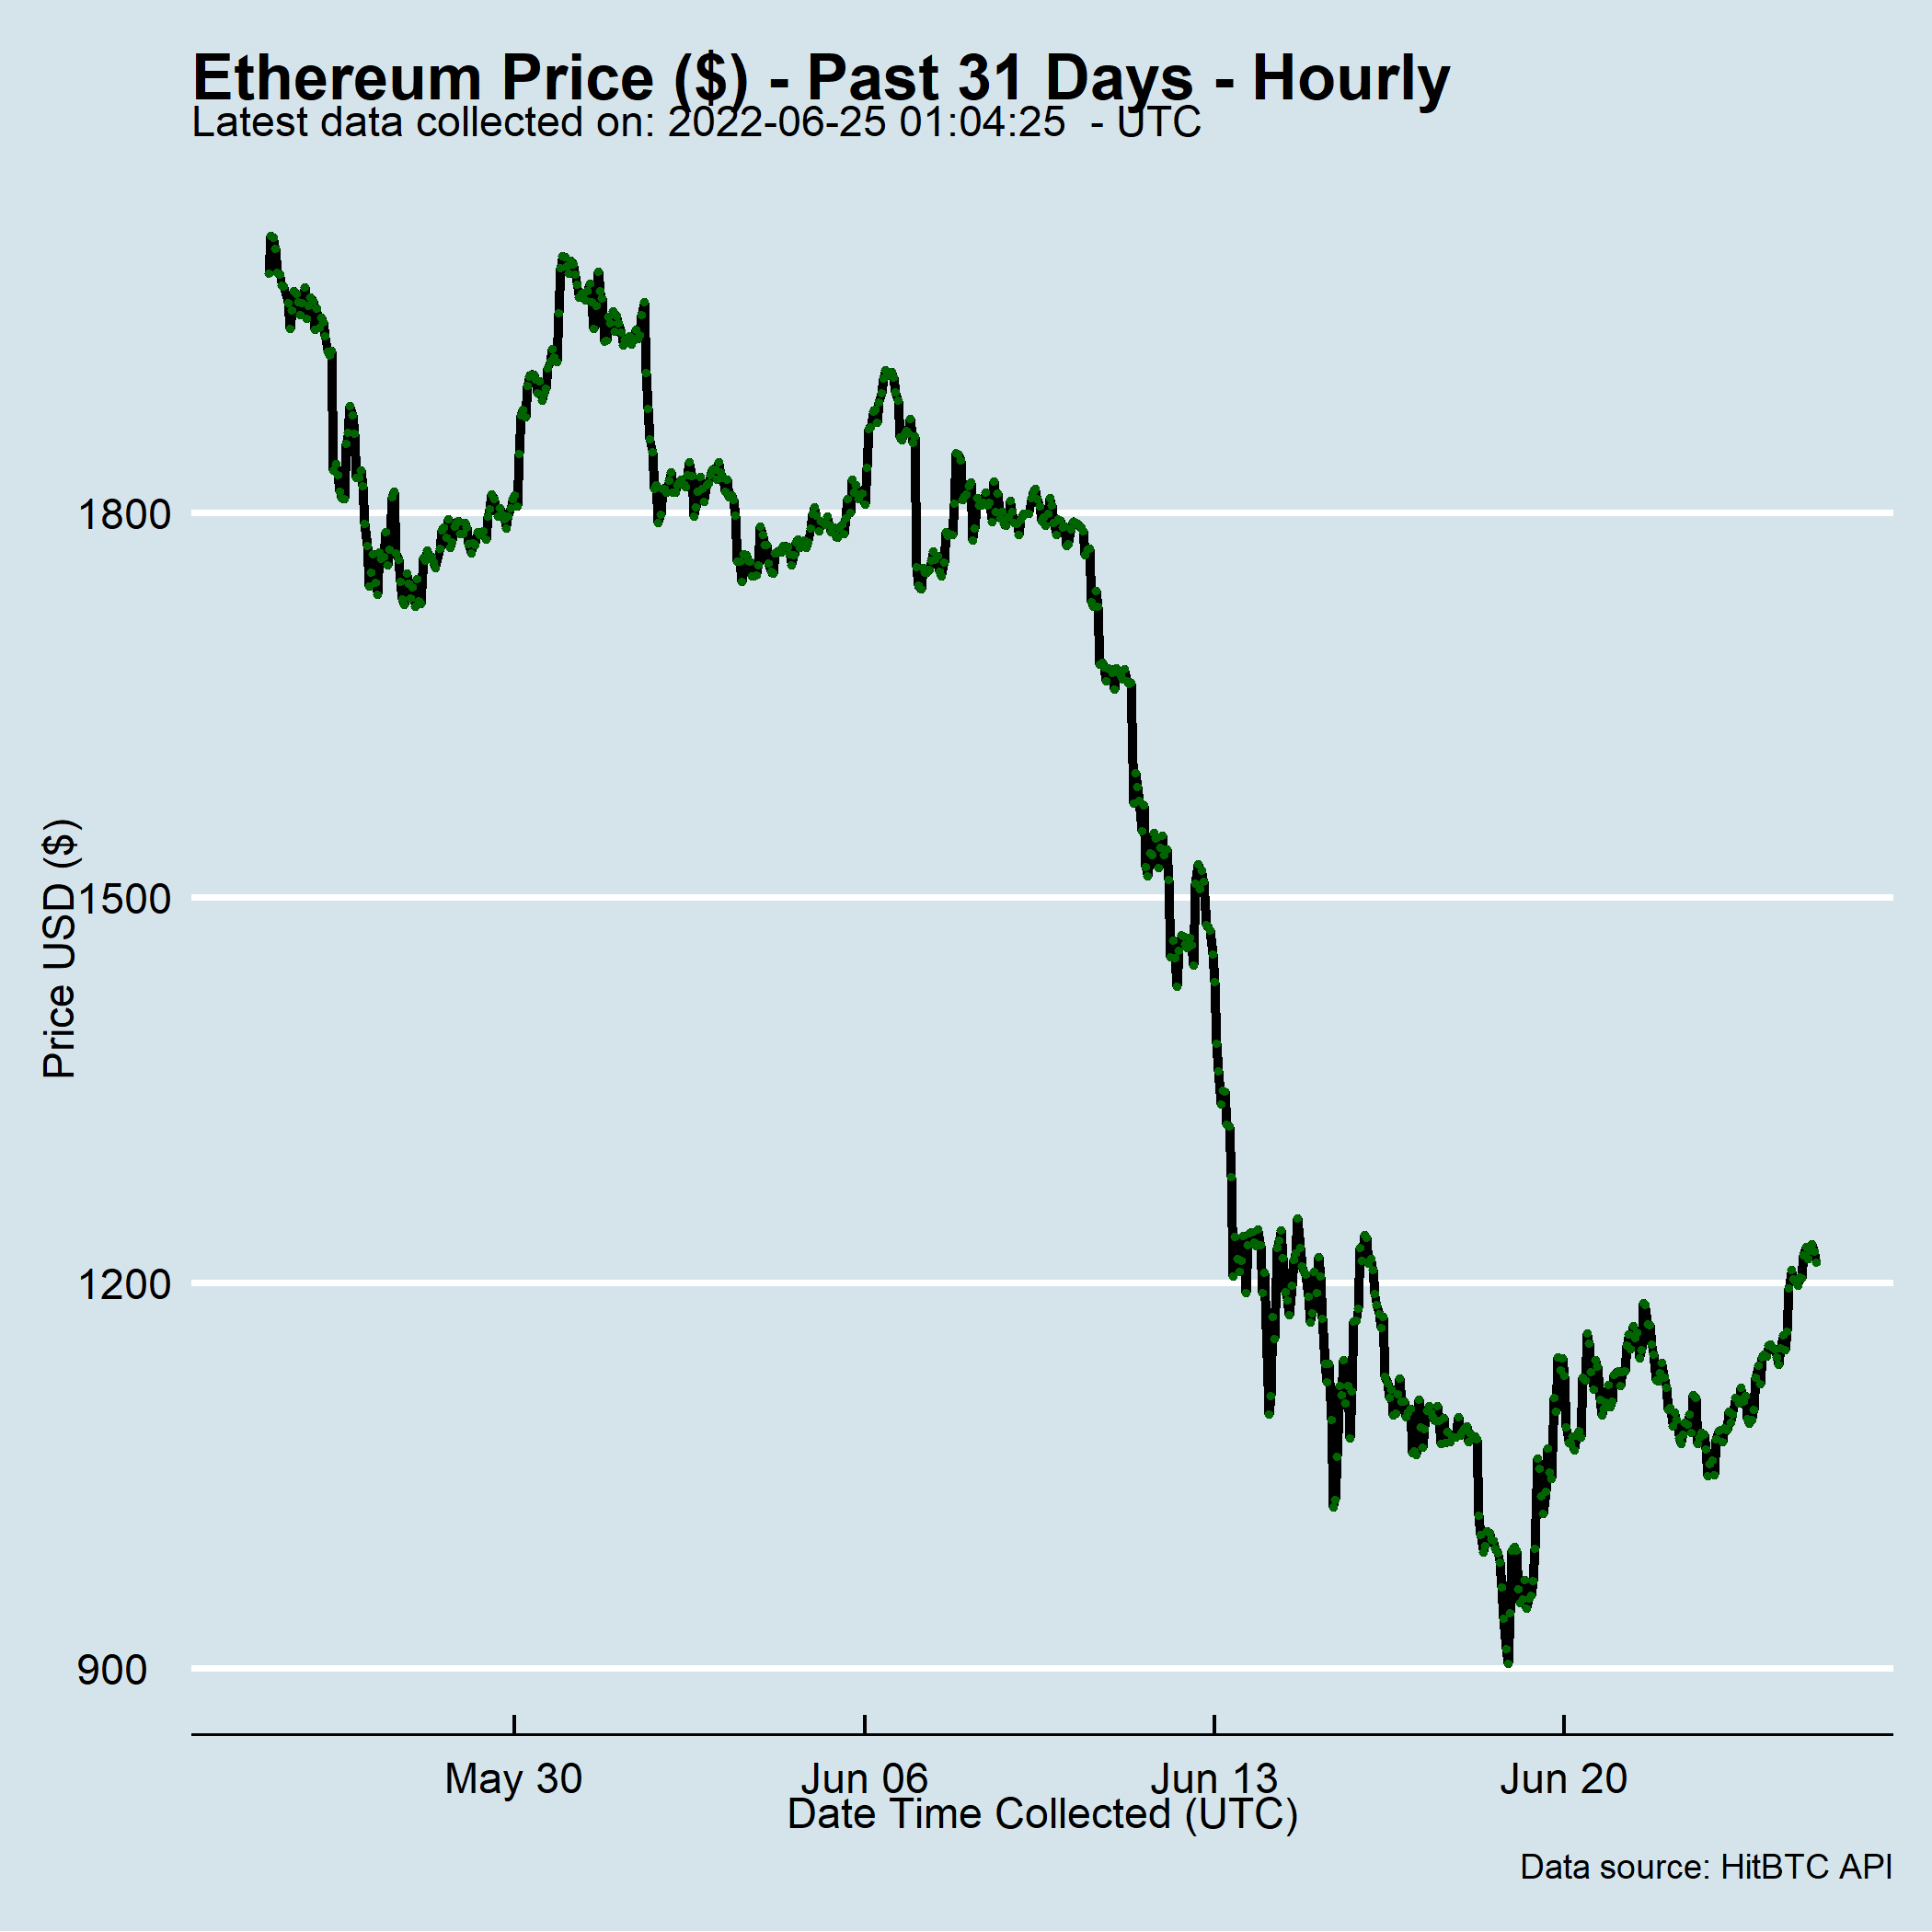 Ethereum Price ($) - Past 31 Days - Hourly
Latest data collected on: 2022-06-25 01:04:25  - UTC
Price USD ($)
1800
1500
1200
900
May 30
Jun 06
Jun 13
Jun 20
Date Time Collected (UTC)
Data source: HitBTC API